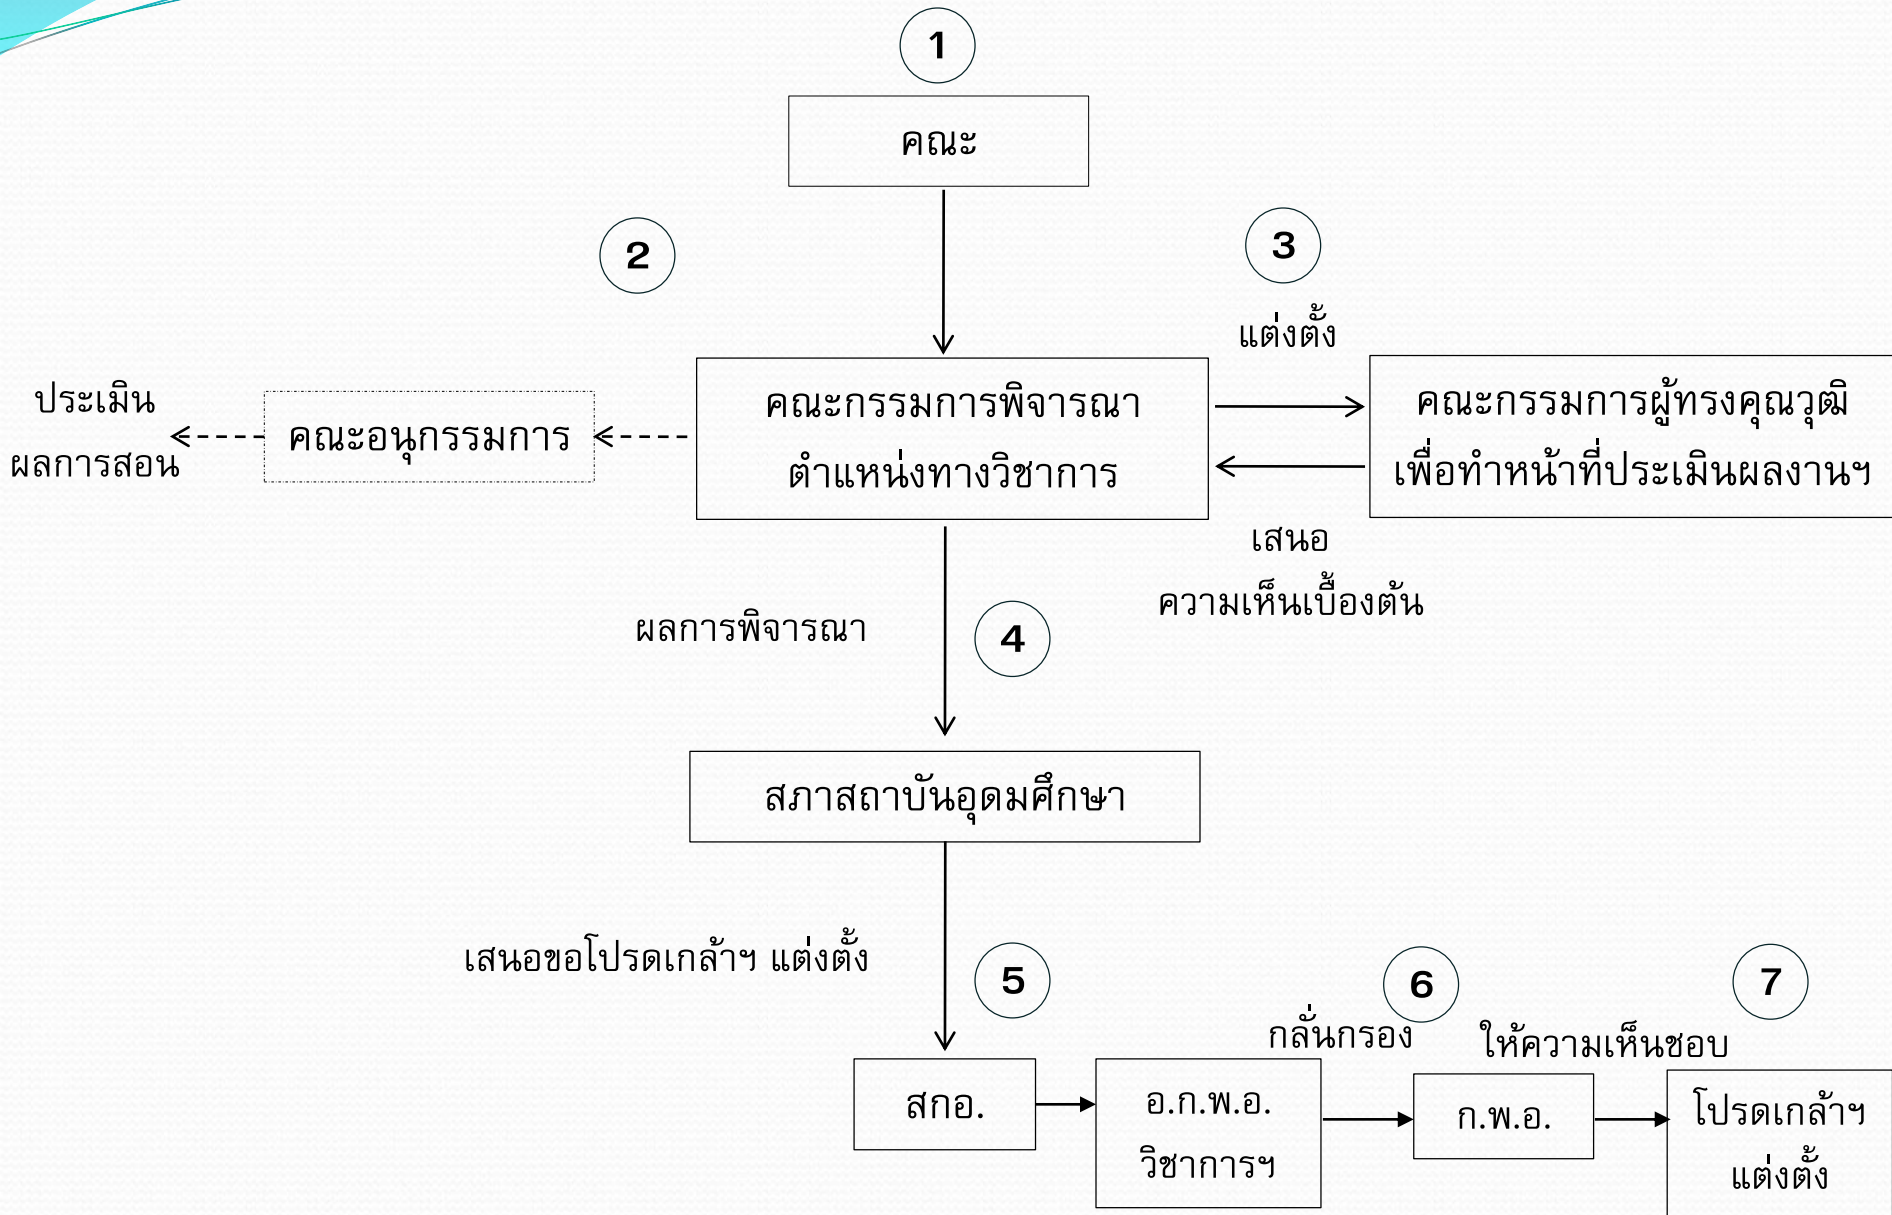 1
คณะ
2
3
แต่งตั้ง
ประเมิน
ผลการสอน
คณะอนุกรรมการ
คณะกรรมการพิจารณา
ตำแหน่งทางวิชาการ
คณะกรรมการผู้ทรงคุณวุฒิ
เพื่อทำหน้าที่ประเมินผลงานฯ
เสนอ
ความเห็นเบื้องต้น
ผลการพิจารณา
4
สภาสถาบันอุดมศึกษา
เสนอขอโปรดเกล้าฯ แต่งตั้ง
5
6
7
กลั่นกรอง
ให้ความเห็นชอบ
สกอ.
อ.ก.พ.อ.
วิชาการฯ
ก.พ.อ.
โปรดเกล้าฯ
แต่งตั้ง